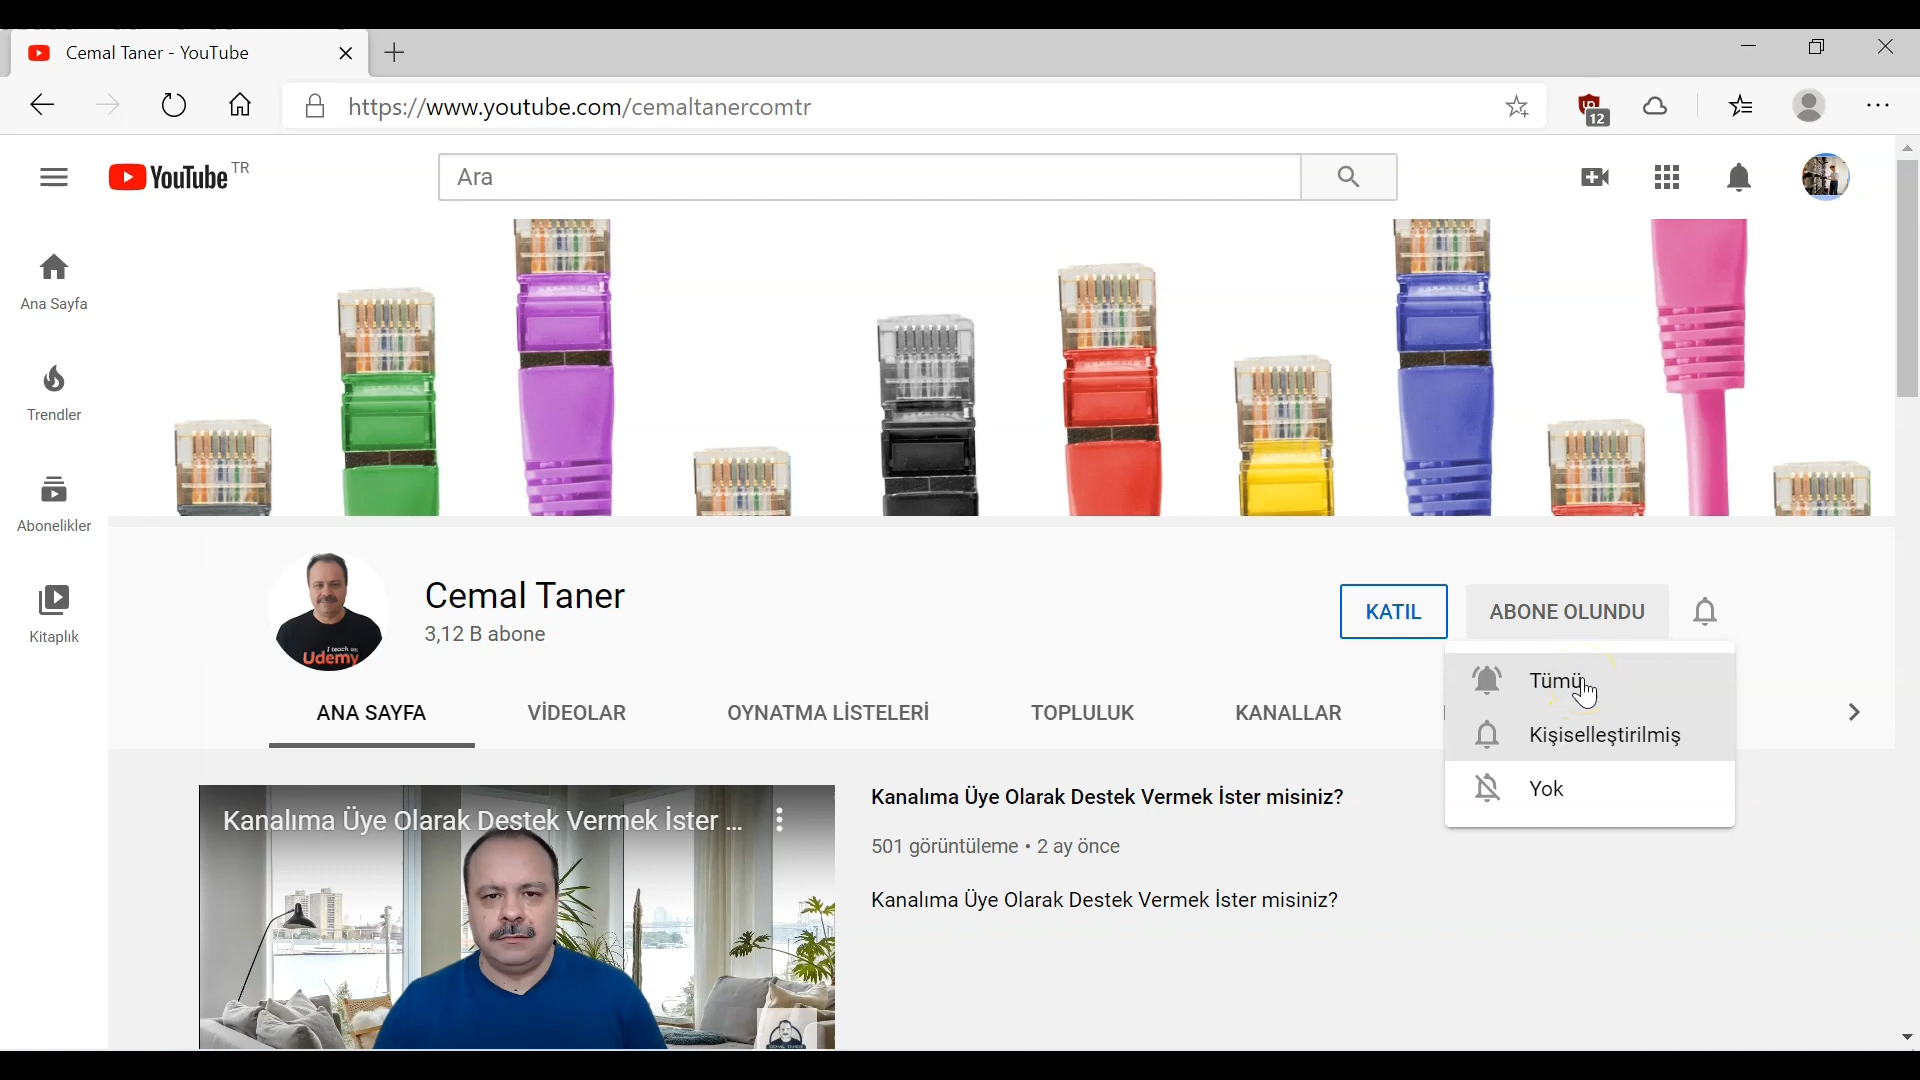 Cemal Taner - YouTube
https://www.youtube.com/cemaltanercomtr
12
YouTube TR
Ara
Ana Sayfa
Trendler
Abonelikler
Kitaplık
Cemal Taner
3,12 B abone
I teach on
Udemy
KATIL
ABONE OLUNDU
Tümü
Kişiselleştirilmiş
Yok
ANA SAYFA
VİDEOLAR
OYNATMA LİSTELERİ
TOPLULUK
KANALLAR
Kanalıma Üye Olarak Destek Vermek İster ...
Kanalıma Üye Olarak Destek Vermek İster misiniz?
501 görüntüleme • 2 ay önce
Kanalıma Üye Olarak Destek Vermek İster misiniz?